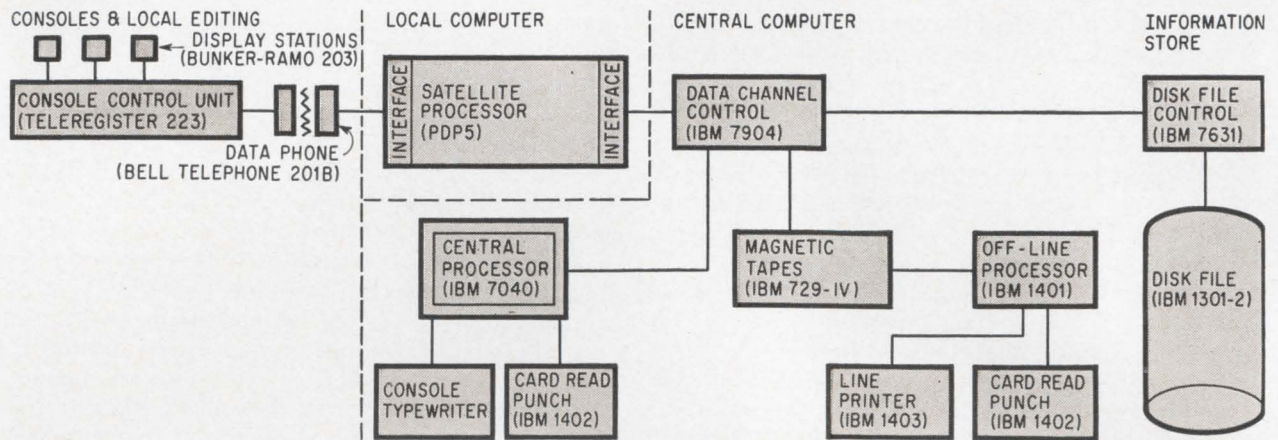 CONSOLES & LOCAL EDITING
DISPLAY STATIONS
(BUNKER-RAMO 203)
CONSOLE CONTROL UNIT
(TELEREGISTER 223)
DATA PHONE
(BELL TELEPHONE 201B)
LOCAL COMPUTER
INTERFACE
SATELLITE
PROCESSOR
(PDP5)
INTERFACE
CENTRAL COMPUTER
DATA CHANNEL
CONTROL
(IBM 7904)
INFORMATION
STORE
DISK FILE
CONTROL
(IBM 7631)
CENTRAL
PROCESSOR
(IBM 7040)
MAGNETIC
TAPES
(IBM 729-IV)
OFF-LINE
PROCESSOR
(IBM 1401)
DISK FILE
(IBM 1301-2)
CONSOLE
TYPEWRITER
CARD READ
PUNCH
(IBM 1402)
LINE
PRINTER
(IBM 1403)
CARD READ
PUNCH
(IBM 1402)